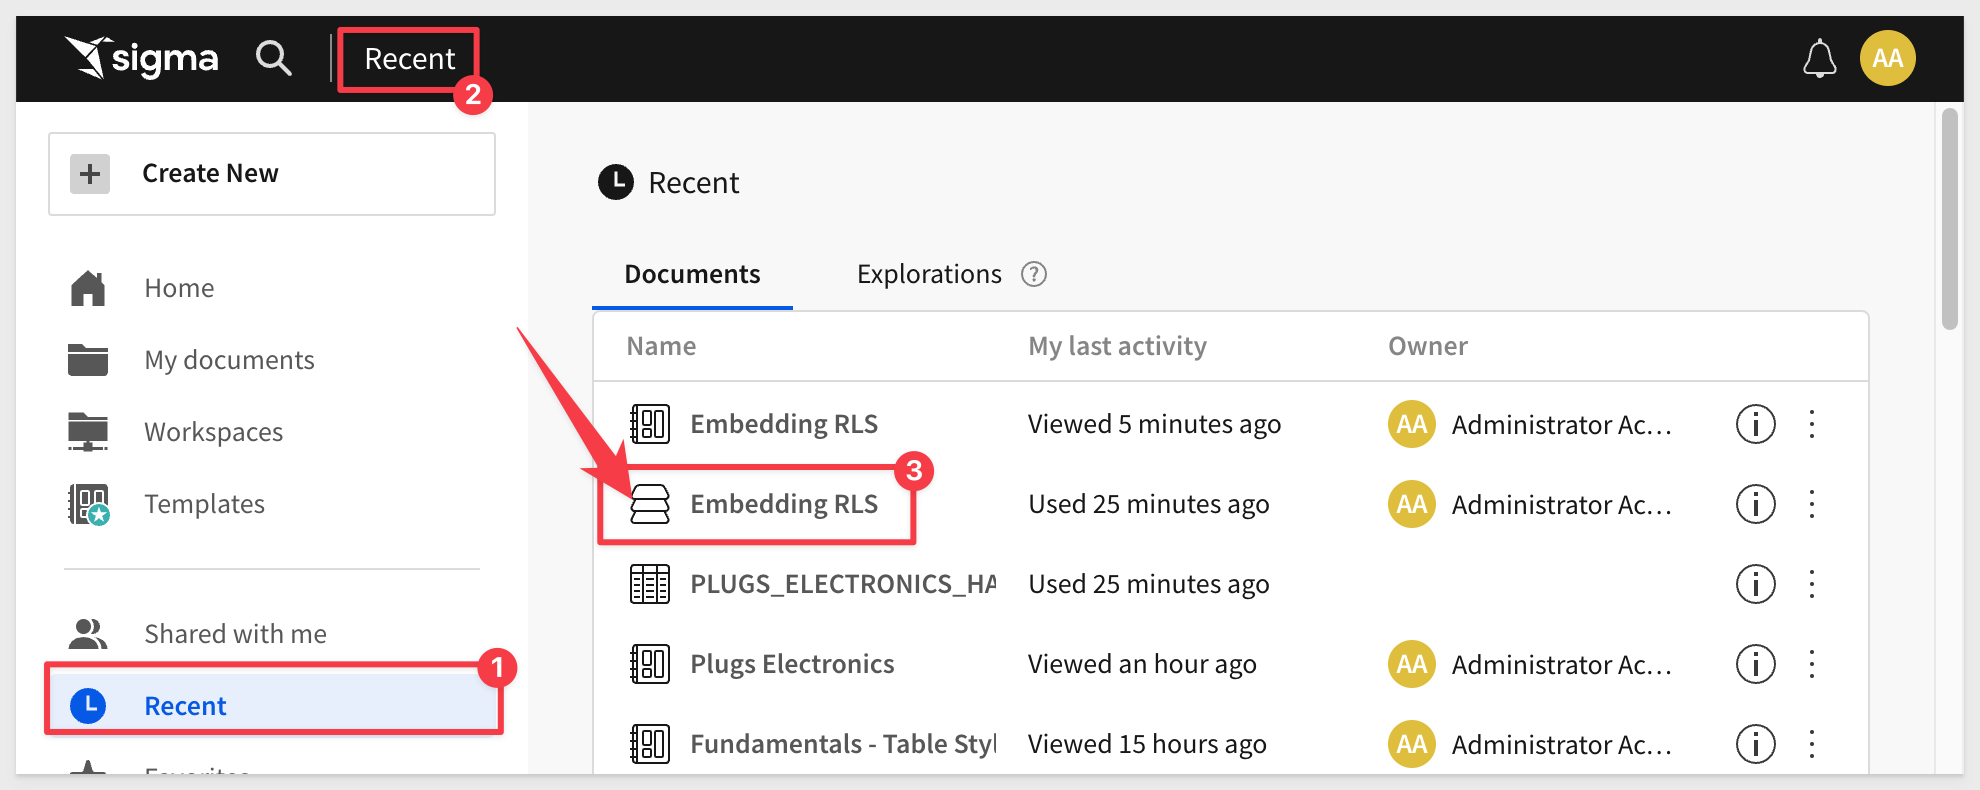 sigma
Recent
2
AA
Create New
Home
My documents
Workspaces
Templates
Shared with me
1
Recent
Favorites
Recent
Documents Explorations ?
Name My last activity Owner
Embedding RLS Viewed 5 minutes ago AA Administrator Ac...
3
Embedding RLS Used 25 minutes ago AA Administrator Ac...
PLUGS_ELECTRONICS_HA Used 25 minutes ago
Plugs Electronics Viewed an hour ago AA Administrator Ac...
Fundamentals - Table Styl Viewed 15 hours ago AA Administrator Ac...